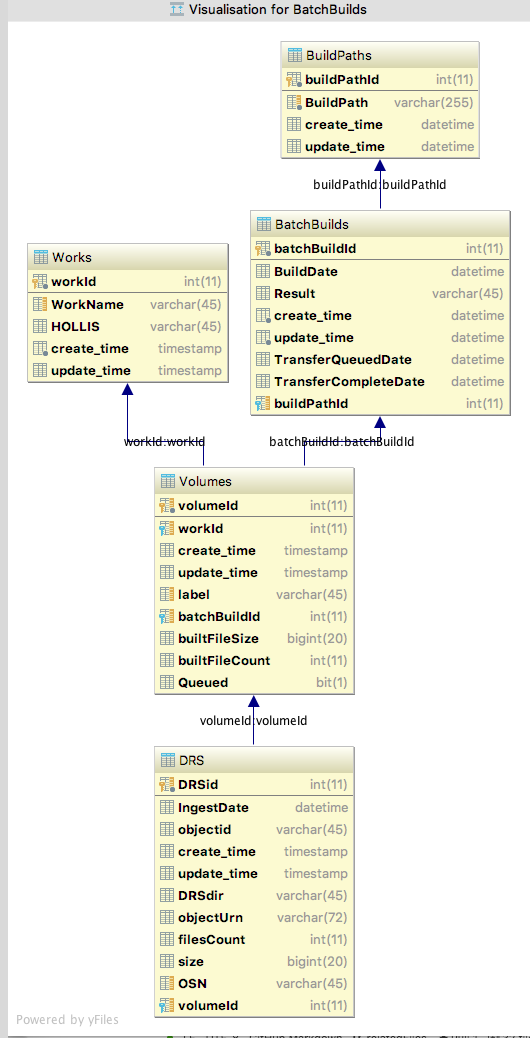 Visualisation for BatchBuilds
BuildPaths
buildPathId int(11)
BuildPath varchar(255)
create_time datetime
update_time datetime
buildPathId:buildPathId
BatchBuilds
batchBuildId int(11)
BuildDate datetime
Result varchar(45)
create_time datetime
update_time datetime
TransferQueuedDate datetime
TransferCompleteDate datetime
buildPathId int(11)
Works
workId int(11)
WorkName varchar(45)
HOLLIS varchar(45)
create_time timestamp
update_time timestamp
workId:workId
batchBuildId:batchBuildId
Volumes
volumeId int(11)
workId int(11)
create_time timestamp
update_time timestamp
label varchar(45)
batchBuildId int(11)
builtFileSize bigint(20)
builtFileCount int(11)
Queued bit(1)
volumeId:volumeId
DRS
DRSid int(11)
IngestDate datetime
objectid varchar(45)
create_time timestamp
update_time timestamp
DRSdir varchar(45)
objectUrn varchar(72)
filesCount int(11)
size bigint(20)
OSN varchar(45)
volumeId int(11)
Powered by yFiles